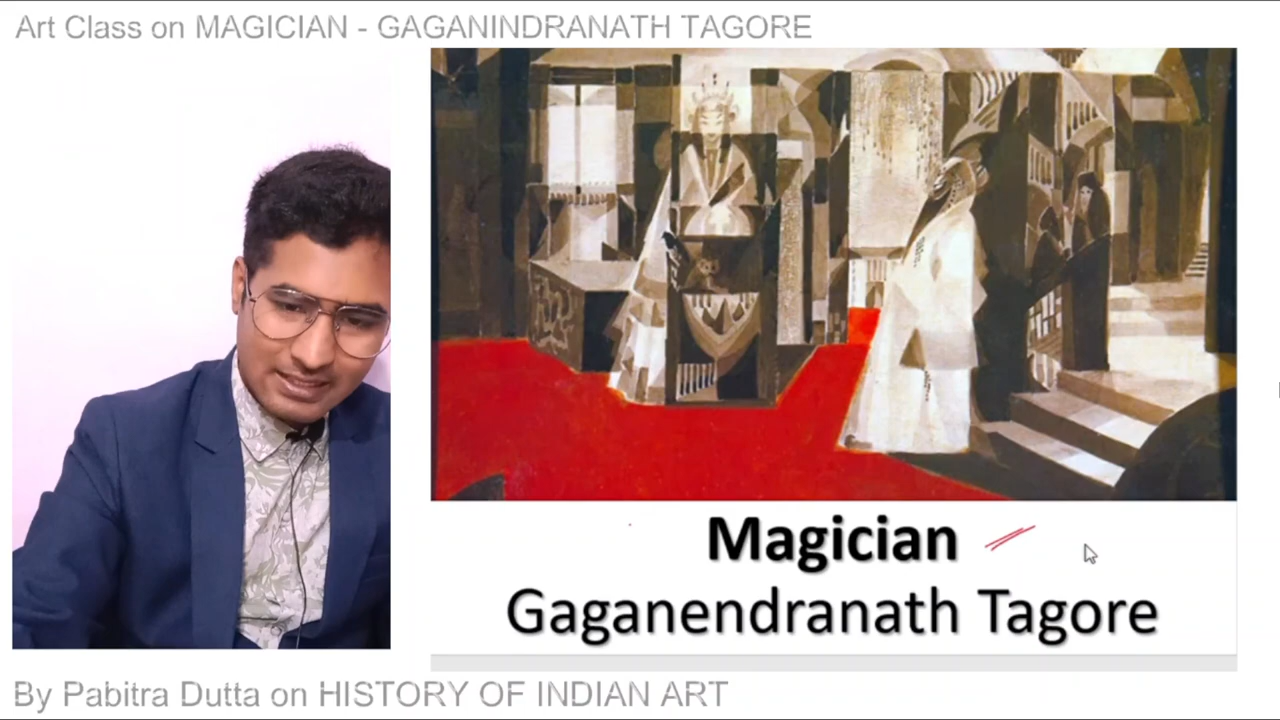 Art Class on MAGICIAN - GAGANINDRANATH TAGORE
Magician
Gaganendranath Tagore
By Pabitra Dutta on HISTORY OF INDIAN ART